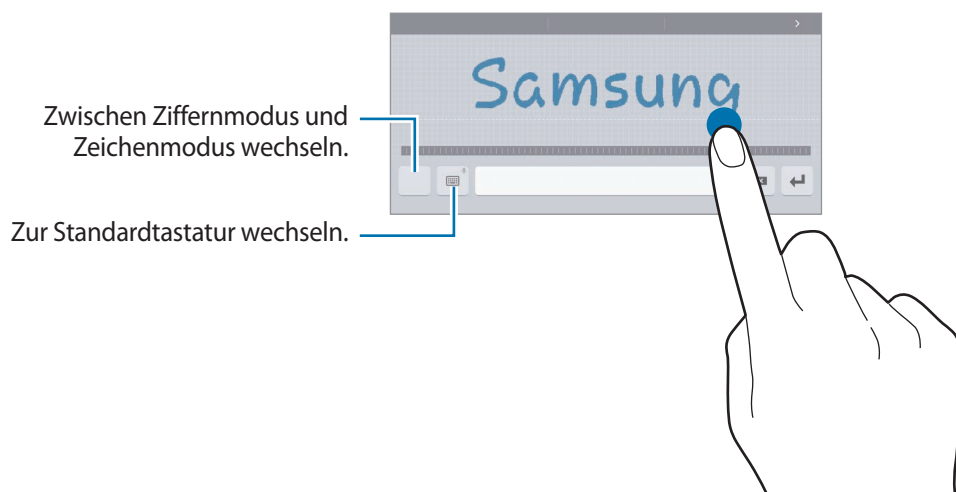 Samsung
Zwischen Ziffernmodus und
Zeichenmodus wechseln.
Zur Standardtastatur wechseln.